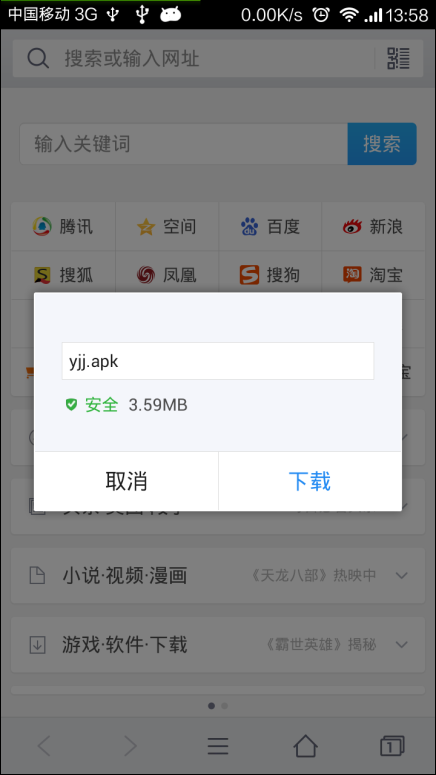 中国移动 3G 0.00K/s 13:58
搜索或输入网址
输入关键词 搜索
腾讯 空间 百度 新浪
搜狐 凤凰 搜狗 淘宝
宝
yjj.apk
安全 3.59MB
取消 下载
小说·视频·漫画 《天龙八部》热映中
游戏·软件·下载 《霸世英雄》揭秘
1